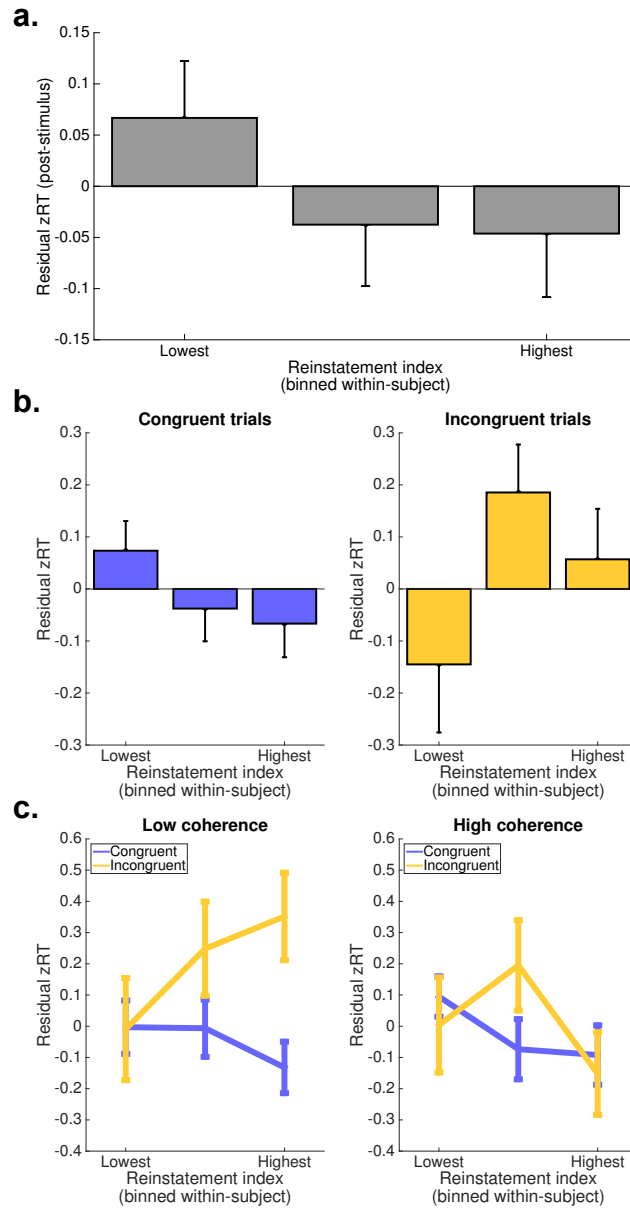 a.
0.15
0.1
0.05
0
-0.05
-0.1
-0.15
Residual zRT (post-stimulus)
Lowest
Highest
Reinstatement index
(binned within-subject)
b.
Congruent trials
0.3
0.2
0.1
0
-0.1
-0.2
-0.3
Residual zRT
Lowest
Highest
Reinstatement index
(binned within-subject)
Incongruent trials
0.3
0.2
0.1
0
-0.1
-0.2
-0.3
Residual zRT
Lowest
Highest
Reinstatement index
(binned within-subject)
c.
Low coherence
Congruent
Incongruent
0.6
0.5
0.4
0.3
0.2
0.1
0
-0.1
-0.2
-0.3
-0.4
Residual zRT
Lowest
Highest
Reinstatement index
(binned within-subject)
High coherence
Congruent
Incongruent
0.6
0.5
0.4
0.3
0.2
0.1
0
-0.1
-0.2
-0.3
-0.4
Residual zRT
Lowest
Highest
Reinstatement index
(binned within-subject)